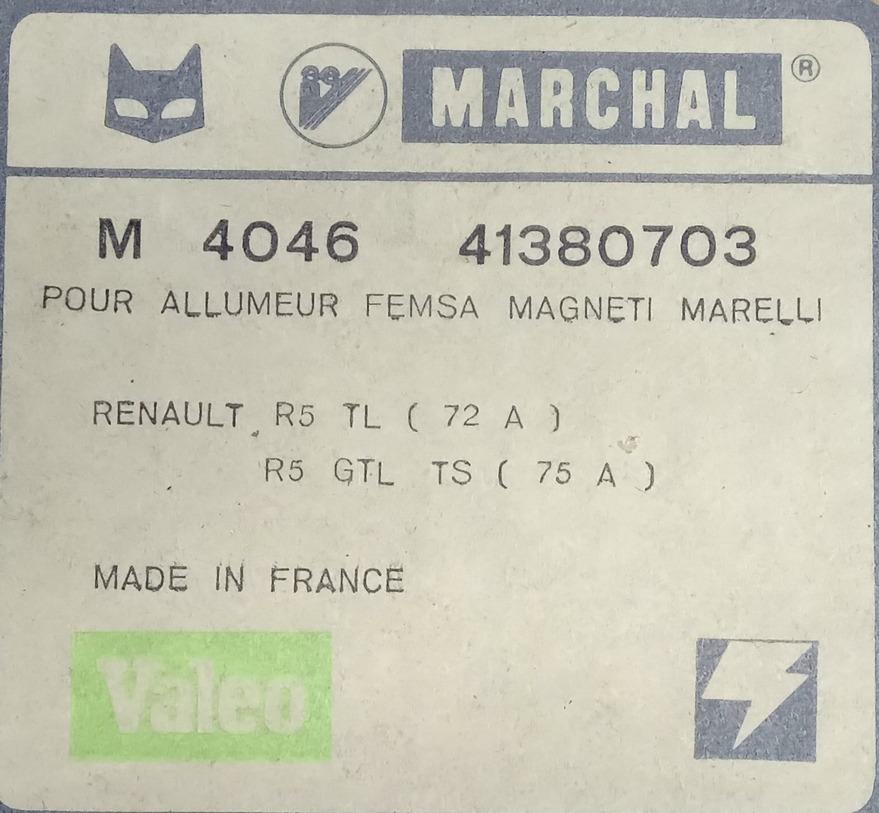 MARCHAL ®
M 4046 41380703
POUR ALLUMEUR FEMSA MAGNETI MARELLI
RENAULT R5 TL ( 72 A )
R5 GTL TS ( 75 A )
MADE IN FRANCE
Valeo